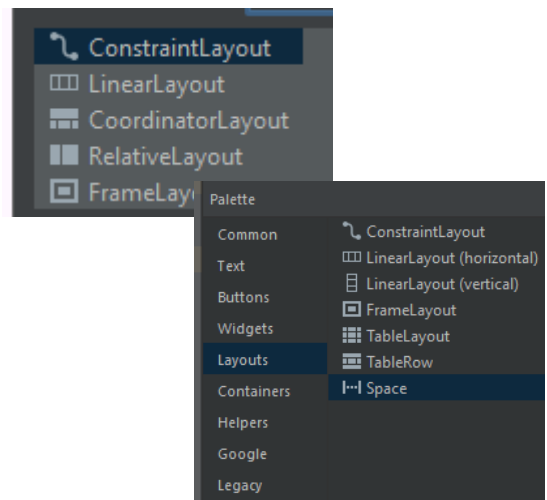 ConstraintLayout
LinearLayout
CoordinatorLayout
RelativeLayout
FrameLay
Palette
Common
Text
Buttons
Widgets
Layouts
Containers
Helpers
Google
Legacy
ConstraintLayout
LinearLayout (horizontal)
LinearLayout (vertical)
FrameLayout
TableLayout
TableRow
Space